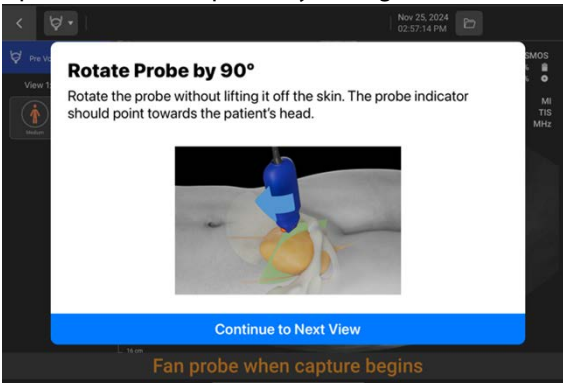 Nov 25, 2024
02:57:14 PM
SMOS
Pre Vo
%
View 1:
%
MI
Medium
TIS
MHz
Rotate Probe by 90°
Rotate the probe without lifting it off the skin. The probe indicator
should point towards the patient's head.
Continue to Next View
16 cm
Fan probe when capture begins